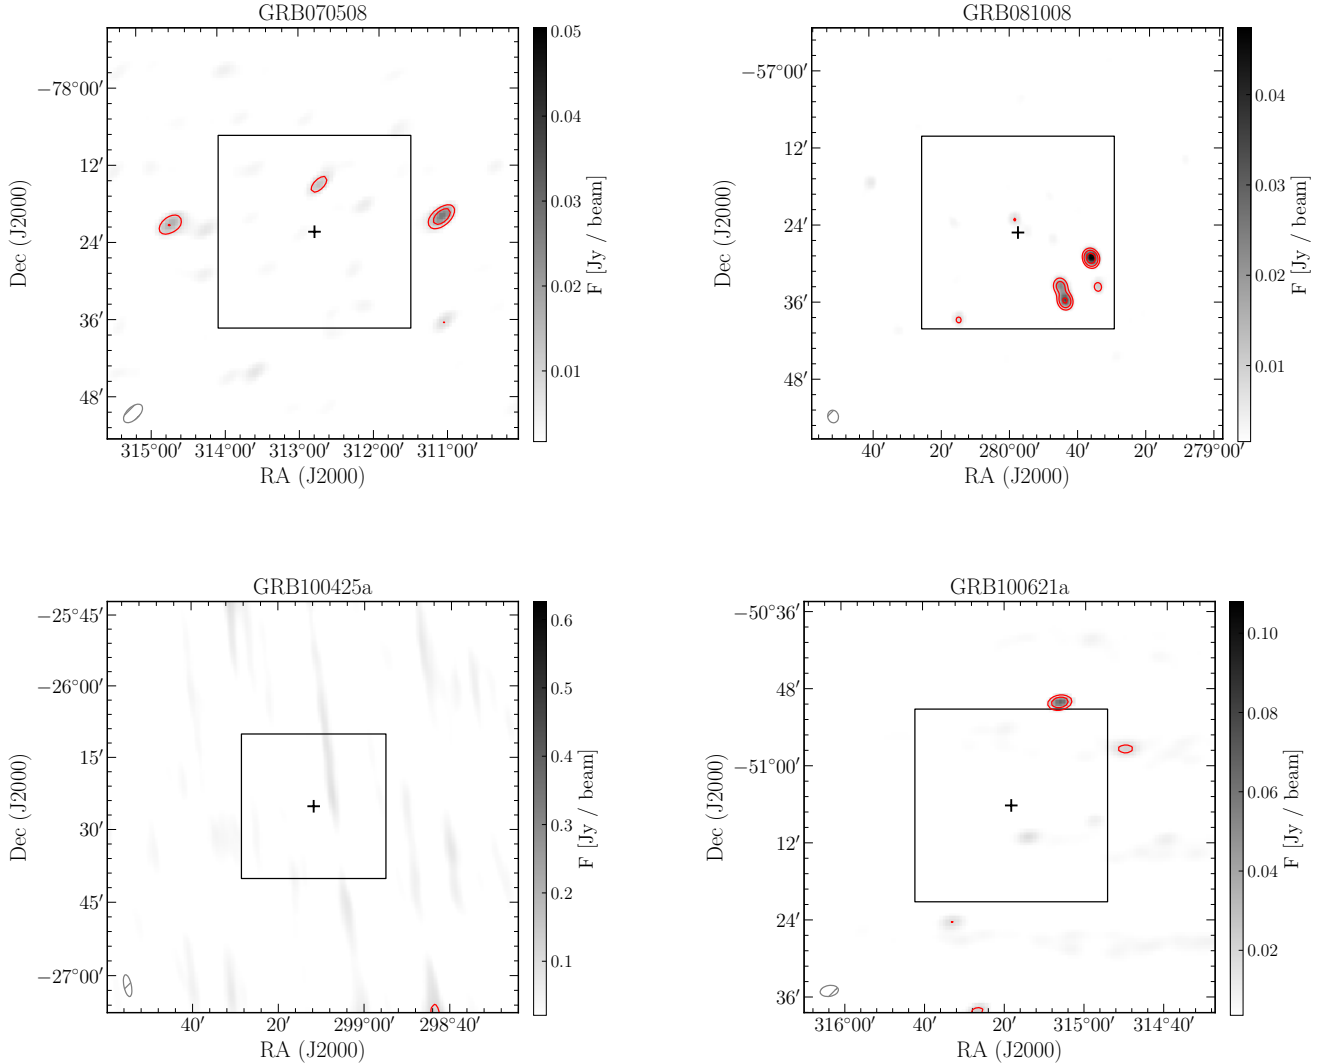 GRB070508
Dec (J2000)
−78°00′
12′
24′
36′
48′
315°00′ 314°00′ 313°00′ 312°00′ 311°00′
RA (J2000)
0.05
0.04
0.03
0.02
0.01
F [Jy / beam]
GRB081008
Dec (J2000)
−57°00′
12′
24′
36′
48′
40′ 20′ 280°00′ 40′ 20′ 279°00′
RA (J2000)
0.04
0.03
0.02
0.01
F [Jy / beam]
GRB100425a
Dec (J2000)
−25°45′
−26°00′
15′
30′
45′
−27°00′
40′ 20′ 299°00′ 298°40′
RA (J2000)
0.6
0.5
0.4
0.3
0.2
0.1
F [Jy / beam]
GRB100621a
Dec (J2000)
−50°36′
48′
−51°00′
12′
24′
36′
316°00′ 40′ 20′ 315°00′ 314°40′
RA (J2000)
0.10
0.08
0.06
0.04
0.02
F [Jy / beam]